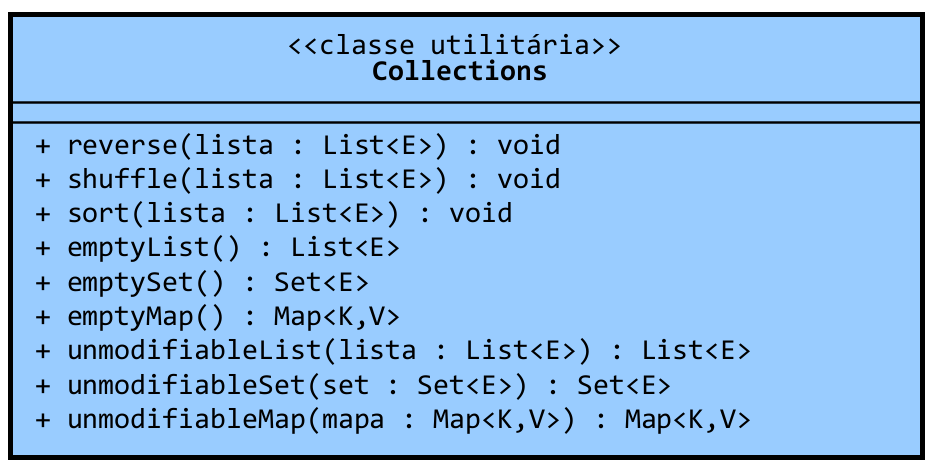 <<classe utilitária>>
Collections
+ reverse(lista : List<E>) : void
+ shuffle(lista : List<E>) : void
+ sort(lista : List<E>) : void
+ emptyList() : List<E>
+ emptySet() : Set<E>
+ emptyMap() : Map<K,V>
+ unmodifiableList(lista : List<E>) : List<E>
+ unmodifiableSet(set : Set<E>) : Set<E>
+ unmodifiableMap(mapa : Map<K,V>) : Map<K,V>